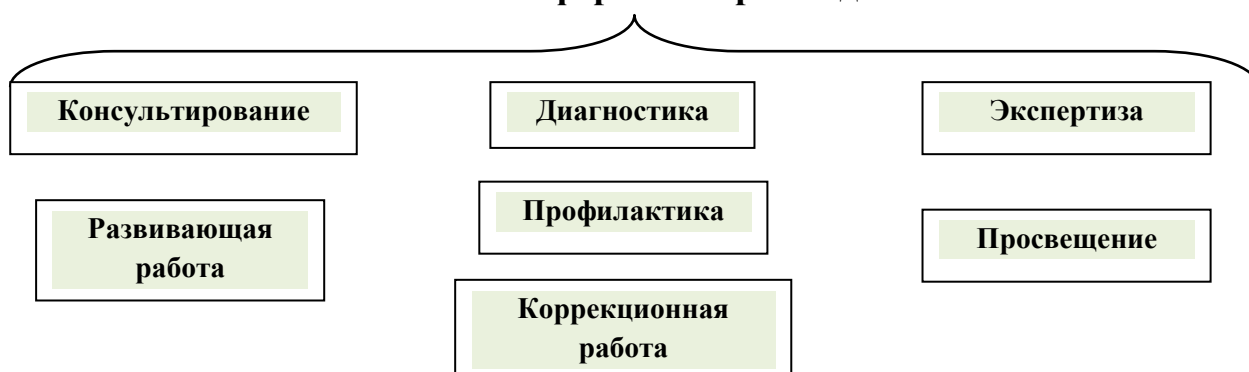 Консультирование
Диагностика
Экспертиза
Развивающая
работа
Профилактика
Просвещение
Коррекционная
работа